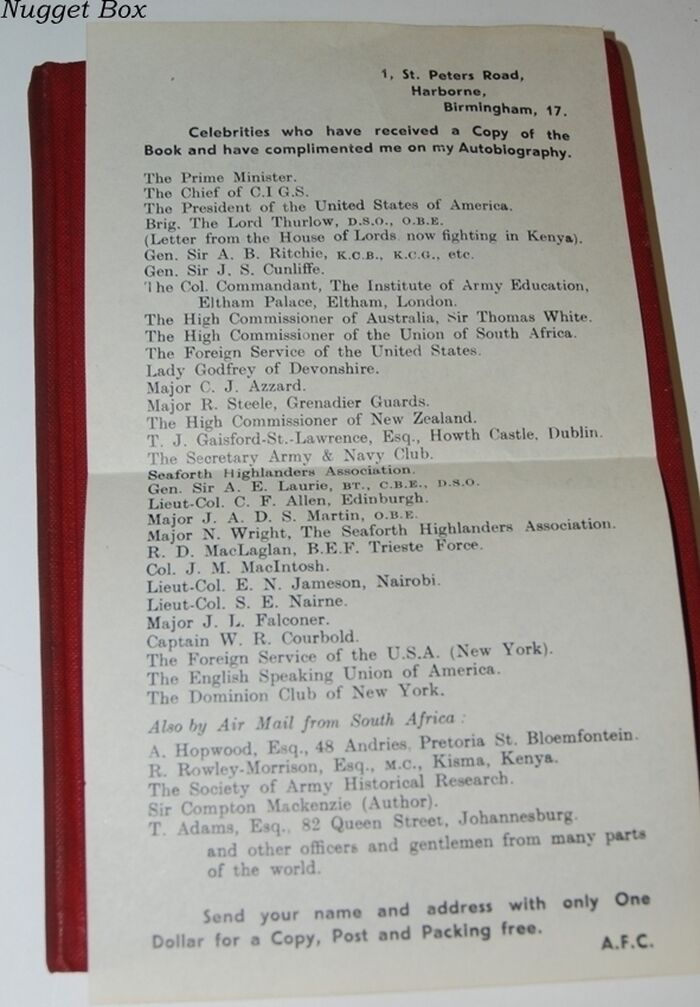 Nugget Box
1, St. Peters Road,
Harborne,
Birmingham, 17.
Celebrities who have received a Copy of the
Book and have complimented me on my Autobiography.
The Prime Minister.
The Chief of C.I G.S.
The President of the United States of America.
Brig. The Lord Thurlow, D.S.O., O.B.E.
(Letter from the House of Lords now fighting in Kenya).
Gen. Sir A. B. Ritchie, K.C.B., K.C.G., etc.
Gen. Sir J. S. Cunliffe.
The Col. Commandant, The Institute of Army Education,
Eltham Palace, Eltham, London.
The High Commissioner of Australia, Sir Thomas White.
The High Commissioner of the Union of South Africa.
The Foreign Service of the United States.
Lady Godfrey of Devonshire.
Major C. J. Azzard.
Major R. Steele, Grenadier Guards.
The High Commissioner of New Zealand.
T. J. Gaisford-St.-Lawrence, Esq., Howth Castle, Dublin.
The Secretary Army & Navy Club.
Seaforth Highlanders Association.
Gen. Sir A. E. Laurie, BT., C.B.E., D.S.O.
Lieut-Col. C. F. Allen, Edinburgh.
Major J. A. D. S. Martin, O.B.E.
Major N. Wright, The Seaforth Highlanders Association.
R. D. MacLaglan, B.E.F. Trieste Force.
Col. J. M. MacIntosh.
Lieut-Col. E. N. Jameson, Nairobi.
Lieut-Col. S. E. Nairne.
Major J. L. Falconer.
Captain W. R. Courbold.
The Foreign Service of the U.S.A. (New York).
The English Speaking Union of America.
The Dominion Club of New York.
Also by Air Mail from South Africa :
A. Hopwood, Esq., 48 Andries, Pretoria St. Bloemfontein.
R. Rowley-Morrison, Esq., M.C., Kisma, Kenya.
The Society of Army Historical Research.
Sir Compton Mackenzie (Author).
T. Adams, Esq., 82 Queen Street, Johannesburg.
and other officers and gentlemen from many parts
of the world.
Send your name and address with only One
Dollar for a Copy, Post and Packing free.
A.F.C.